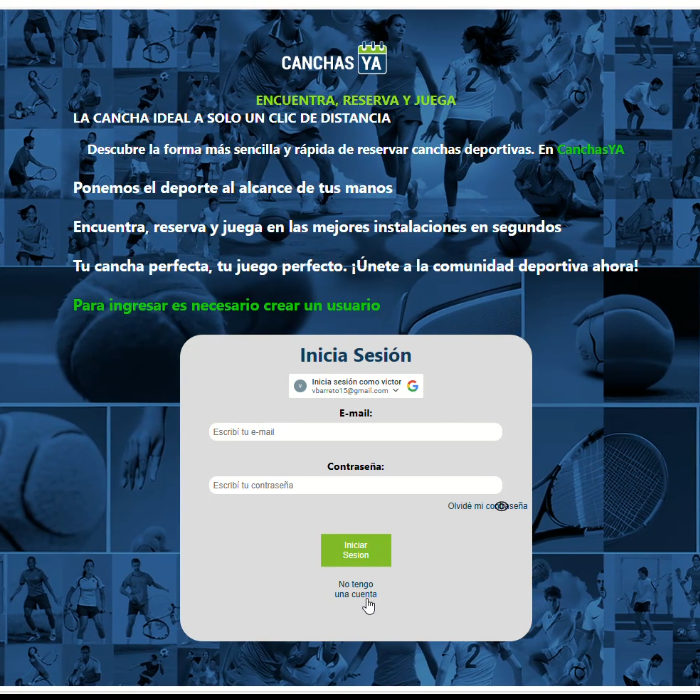 CANCHAS YA
ENCUENTRA, RESERVA Y JUEGA
LA CANCHA IDEAL A SOLO UN CLIC DE DISTANCIA
Descubre la forma más sencilla y rápida de reservar canchas deportivas. En CanchasYA
Ponemos el deporte al alcance de tus manos
Encuentra, reserva y juega en las mejores instalaciones en segundos
Tu cancha perfecta, tu juego perfecto. ¡Únete a la comunidad deportiva ahora!
Para ingresar es necesario crear un usuario
Inicia Sesión
V
Inicia sesión como victor
vbarreto15@gmail.com
G
E-mail:
Escribí tu e-mail
Contraseña:
Escribí tu contraseña
Olvidé mi contraseña
Iniciar
Sesion
No tengo
una cuenta
2
2